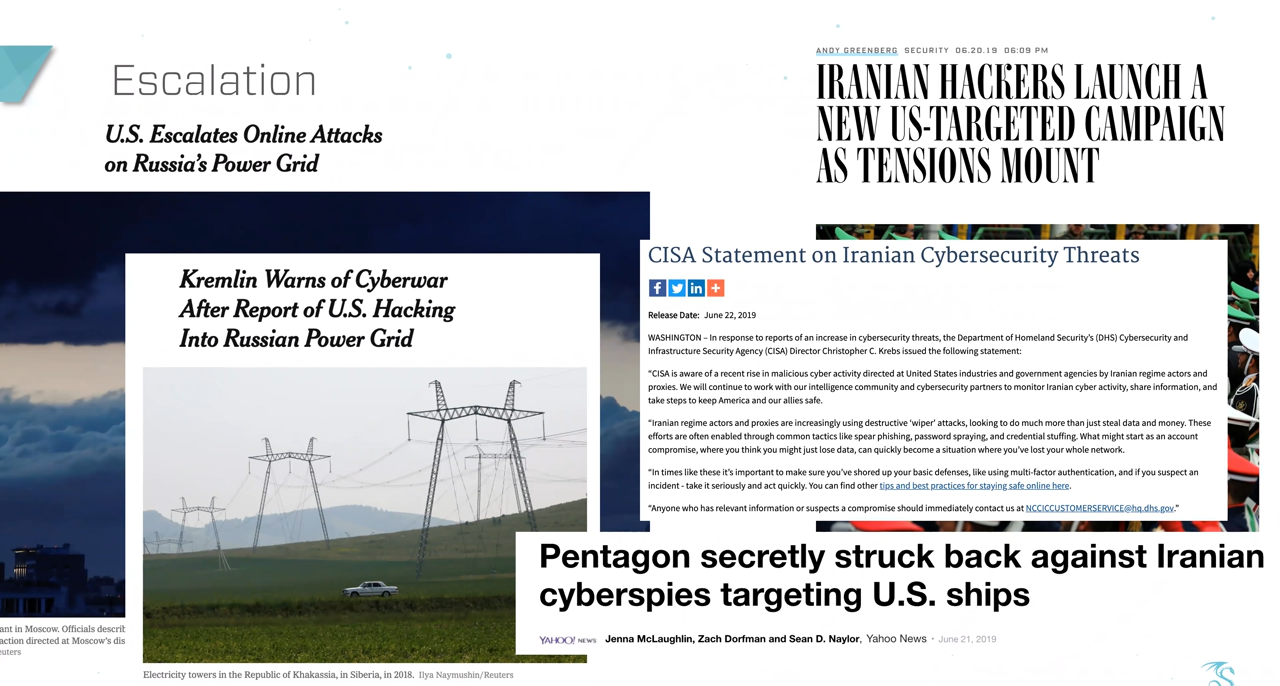 Escalation
U.S. Escalates Online Attacks
on Russia's Power Grid
Kremlin Warns of Cyberwar
After Report of U.S. Hacking
Into Russian Power Grid
ant in Moscow. Officials describ
action directed at Moscow's dis
euters
Electricity towers in the Republic of Khakassia, in Siberia, in 2018. Ilya Naymushin/Reuters
ANDY GREENBERG SECURITY 06.20.19 06:09 PM
IRANIAN HACKERS LAUNCH A
NEW US-TARGETED CAMPAIGN
AS TENSIONS MOUNT
CISA Statement on Iranian Cybersecurity Threats
Release Date: June 22, 2019
WASHINGTON – In response to reports of an increase in cybersecurity threats, the Department of Homeland Security's (DHS) Cybersecurity and
Infrastructure Security Agency (CISA) Director Christopher C. Krebs issued the following statement:
“CISA is aware of a recent rise in malicious cyber activity directed at United States industries and government agencies by Iranian regime actors and
proxies. We will continue to work with our intelligence community and cybersecurity partners to monitor Iranian cyber activity, share information, and
take steps to keep America and our allies safe.
“Iranian regime actors and proxies are increasingly using destructive ‘wiper’ attacks, looking to do much more than just steal data and money. These
efforts are often enabled through common tactics like spear phishing, password spraying, and credential stuffing. What might start as an account
compromise, where you think you might just lose data, can quickly become a situation where you've lost your whole network.
“In times like these it's important to make sure you've shored up your basic defenses, like using multi-factor authentication, and if you suspect an
incident - take it seriously and act quickly. You can find other tips and best practices for staying safe online here.
“Anyone who has relevant information or suspects a compromise should immediately contact us at NCCICCUSTOMERSERVICE@hq.dhs.gov.”
Pentagon secretly struck back against Iranian
cyberspies targeting U.S. ships
YAHOO! NEWS Jenna McLaughlin, Zach Dorfman and Sean D. Naylor, Yahoo News • June 21, 2019